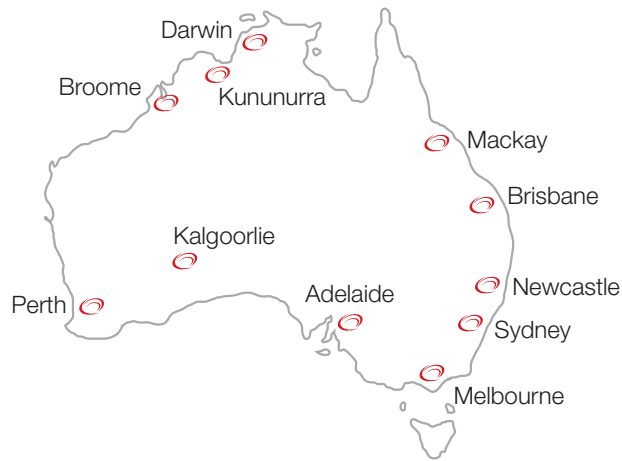 Darwin
Broome
Kununurra
Mackay
Brisbane
Kalgoorlie
Perth
Adelaide
Newcastle
Sydney
Melbourne